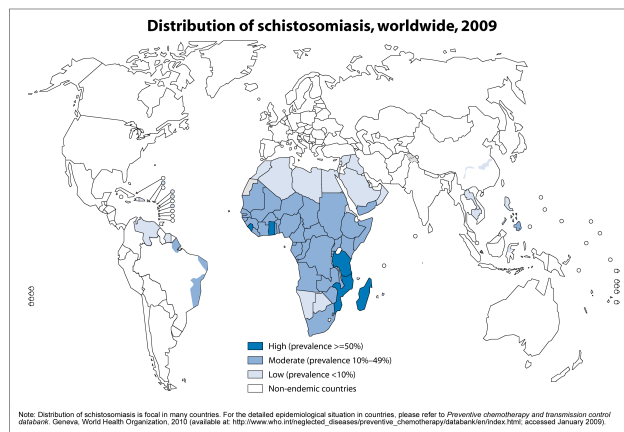 Distribution of schistosomiasis, worldwide, 2009
High (prevalence >=50%)
Moderate (prevalence 10%–49%)
Low (prevalence <10%)
Non-endemic countries
Note: Distribution of schistosomiasis is focal in many countries. For the detailed epidemiological situation in countries, please refer to Preventive chemotherapy and transmission control
databank. Geneva, World Health Organization, 2010 (available at: http://www.who.int/neglected_diseases/preventive_chemotherapy/databank/en/index.html; accessed January 2009).